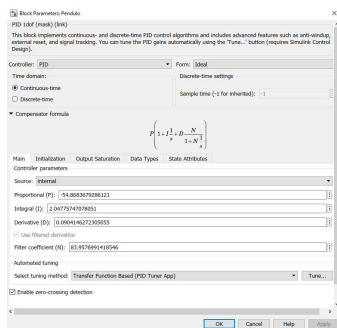 Block Parameters: Pendulo
PID 1dof (mask) (link)
This block implements continuous- and discrete-time PID control algorithms and includes advanced features such as anti-windup,
external reset, and signal tracking. You can tune the PID gains automatically using the 'Tune...' button (requires Simulink Control
Design).
Controller: PID Form: Ideal
Time domain: Discrete-time settings
Continuous-time
Sample time (-1 for inherited): -1
Discrete-time
Compensator formula
P(1+I 1/s +D N/(1+N 1/s))
Main Initialization Output Saturation Data Types State Attributes
Controller parameters
Source: internal
Proportional (P): -54.8683679286121
Integral (I): 2.04775747078051
Derivative (D): 0.0904146272305055
Use filtered derivative
Filter coefficient (N): 83.9576991418546
Automated tuning
Select tuning method: Transfer Function Based (PID Tuner App) Tune...
Enable zero-crossing detection
OK Cancel Help Apply